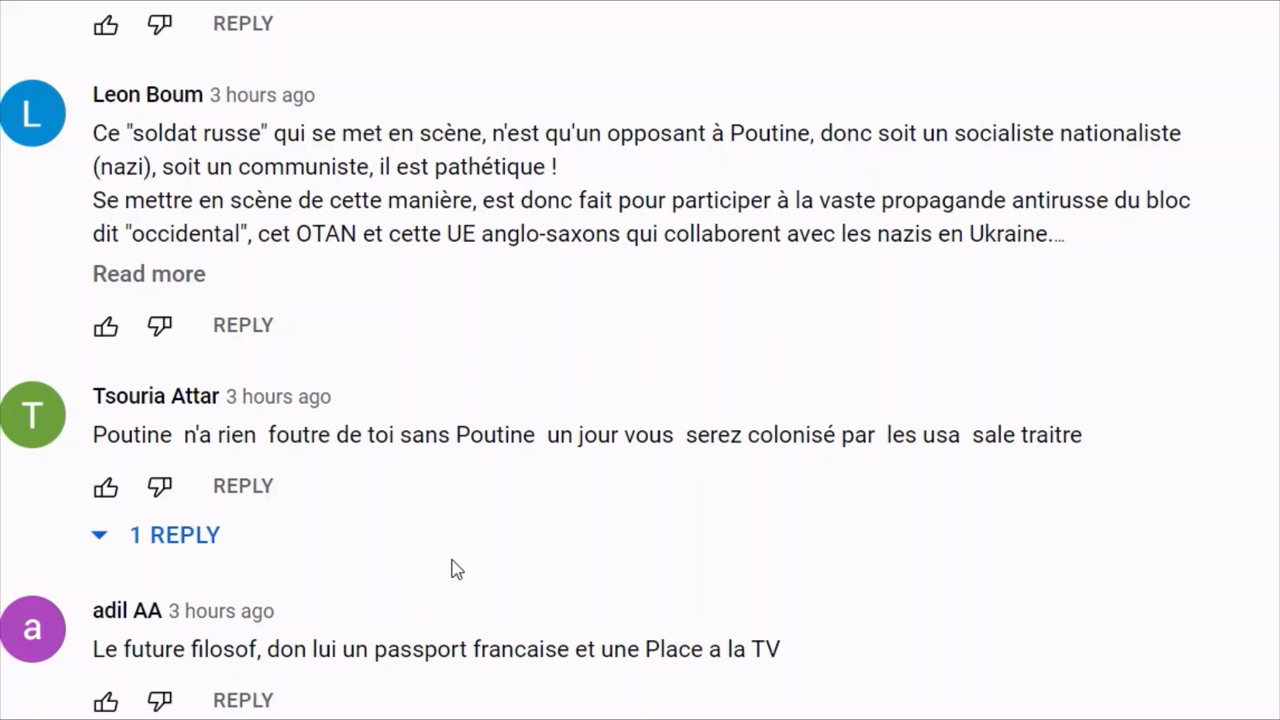 REPLY
L
Leon Boum 3 hours ago
Ce "soldat russe" qui se met en scène, n'est qu'un opposant à Poutine, donc soit un socialiste nationaliste
(nazi), soit un communiste, il est pathétique !
Se mettre en scène de cette manière, est donc fait pour participer à la vaste propagande antirusse du bloc
dit "occidental", cet OTAN et cette UE anglo-saxons qui collaborent avec les nazis en Ukraine....
Read more
REPLY
T
Tsouria Attar 3 hours ago
Poutine n'a rien foutre de toi sans Poutine un jour vous serez colonisé par les usa sale traitre
REPLY
1 REPLY
a
adil AA 3 hours ago
Le future filosof, don lui un passport francaise et une Place a la TV
REPLY